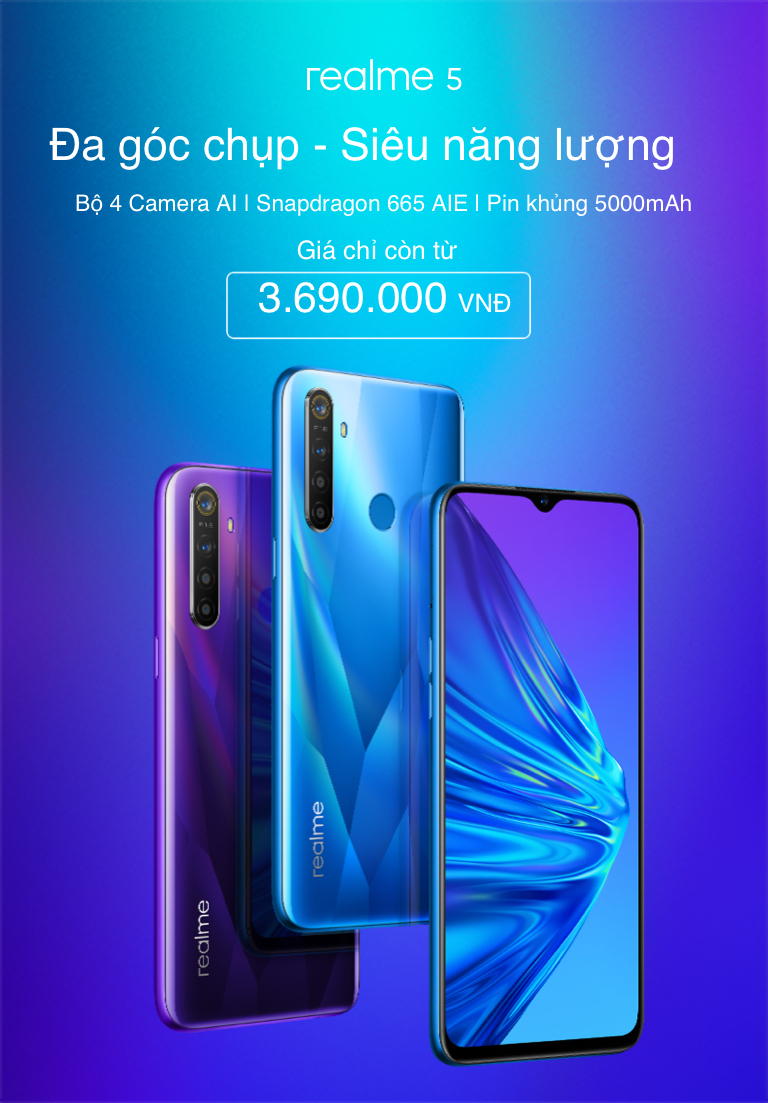 realme 5
Đa góc chụp - Siêu năng lượng
Bộ 4 Camera AI l Snapdragon 665 AIE l Pin khủng 5000mAh
Giá chỉ còn từ
3.690.000 VNĐ
realme
realme